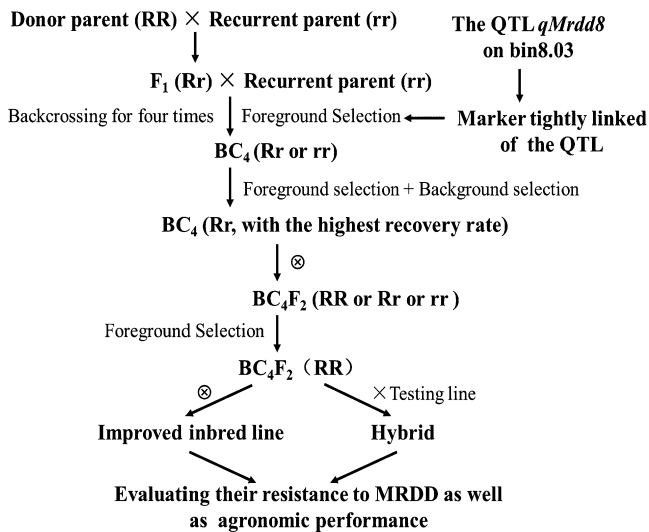 Donor parent (RR) × Recurrent parent (rr)
The QTL qMrdd8
on bin8.03
F1 (Rr) × Recurrent parent (rr)
Backcrossing for four times
Foreground Selection
Marker tightly linked
of the QTL
BC4 (Rr or rr)
Foreground selection + Background selection
BC4 (Rr, with the highest recovery rate)
⊗
BC4F2 (RR or Rr or rr )
Foreground Selection
BC4F2 (RR)
⊗
×Testing line
Improved inbred line
Hybrid
Evaluating their resistance to MRDD as well
as agronomic performance